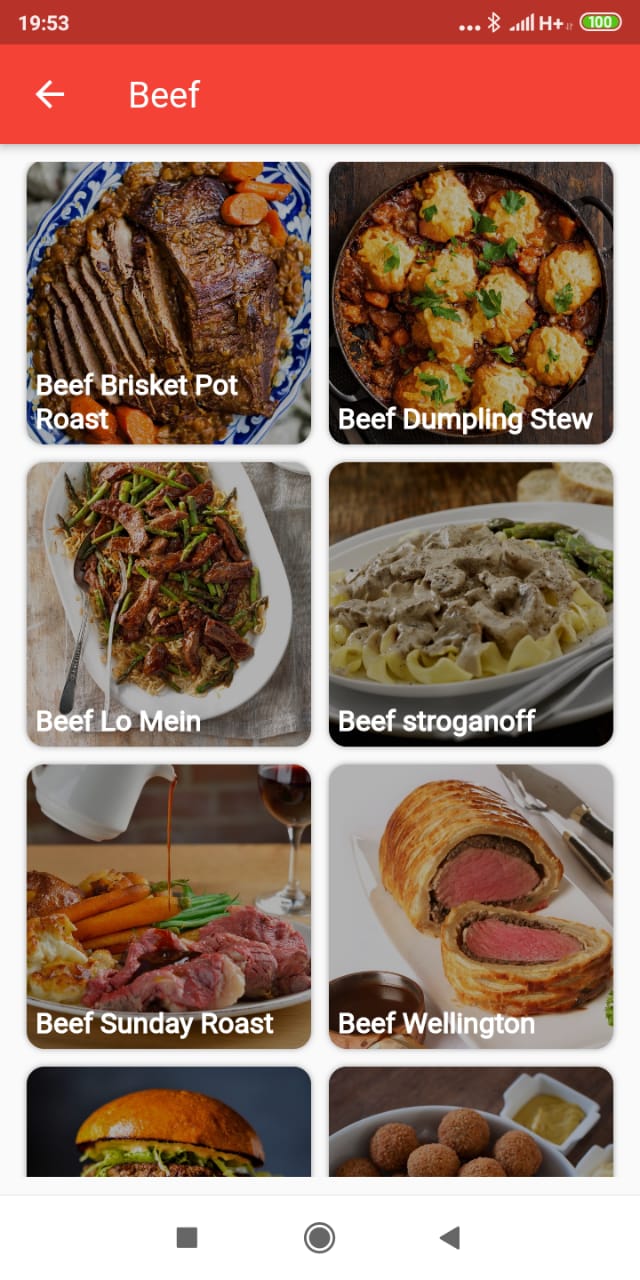 19:53
H+
100
Beef
Beef Brisket Pot
Roast
Beef Dumpling Stew
Beef Lo Mein
Beef stroganoff
Beef Sunday Roast
Beef Wellington